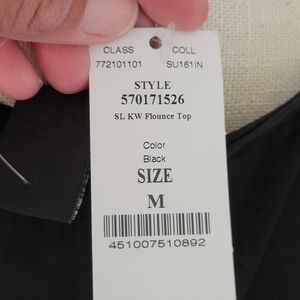 CLASS COLL
772101101 SU161IN
STYLE
570171526
SL KW Flounce Top
Color
Black
SIZE
M
451007510892